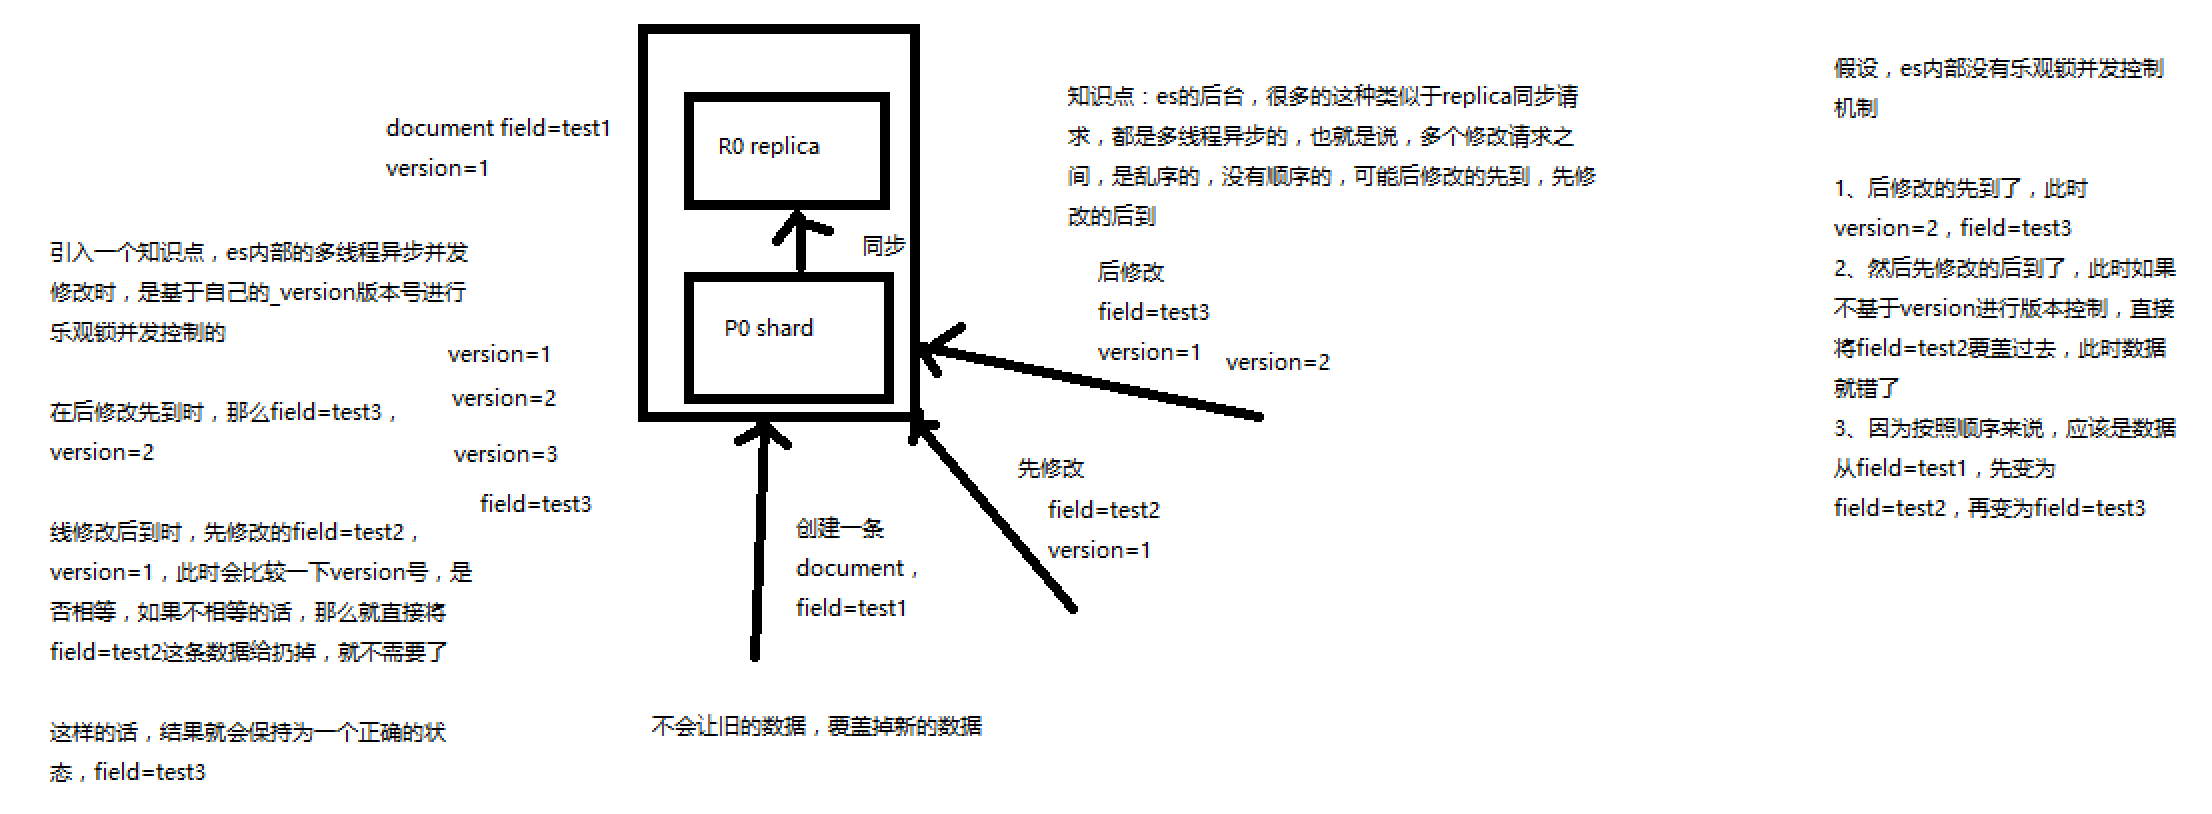 document field=test1
version=1
引入一个知识点，es内部的多线程异步并发
修改时，是基于自己的_version版本号进行
乐观锁并发控制的
在后修改先到时，那么field=test3，
version=2
线修改后到时，先修改的field=test2，
version=1，此时会比较一下version号，是
否相等，如果不相等的话，那么就直接将
field=test2这条数据给扔掉，就不需要了
这样的话，结果就会保持为一个正确的状
态，field=test3
version=1
version=2
version=3
field=test3
R0 replica
同步
P0 shard
创建一条
document，
field=test1
不会让旧的数据，覆盖掉新的数据
知识点：es的后台，很多的这种类似于replica同步请
求，都是多线程异步的，也就是说，多个修改请求之
间，是乱序的，没有顺序的，可能后修改的先到，先修
改的后到
后修改
field=test3
version=1
version=2
先修改
field=test2
version=1
假设，es内部没有乐观锁并发控制
机制
1、后修改的先到了，此时
version=2，field=test3
2、然后先修改的后到了，此时如果
不基于version进行版本控制，直接
将field=test2覆盖过去，此时数据
就错了
3、因为按照顺序来说，应该是数据
从field=test1，先变为
field=test2，再变为field=test3